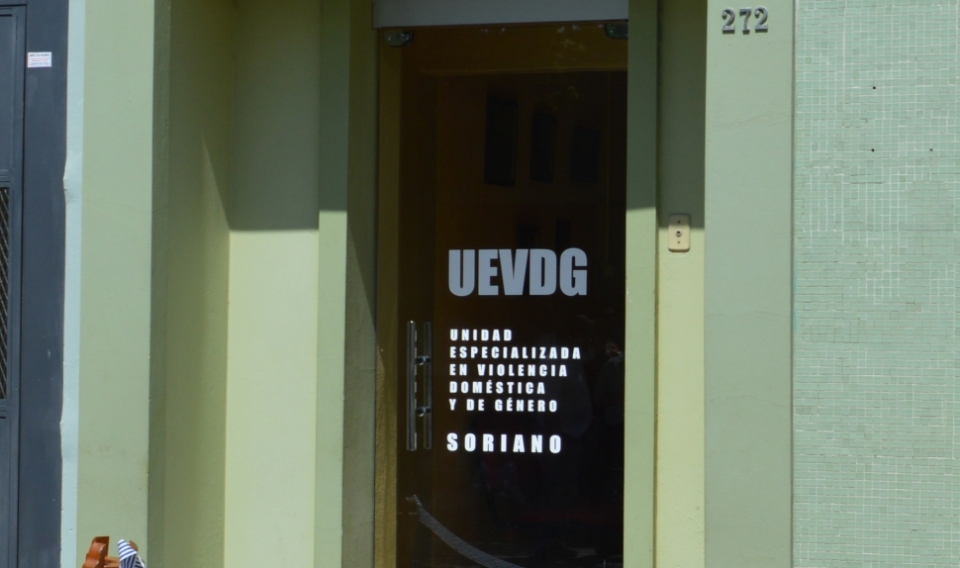 272
UEVDG
UNIDAD
ESPECIALIZADA
EN VIOLENCIA
DOMÉSTICA
Y DE GÉNERO
SORIANO